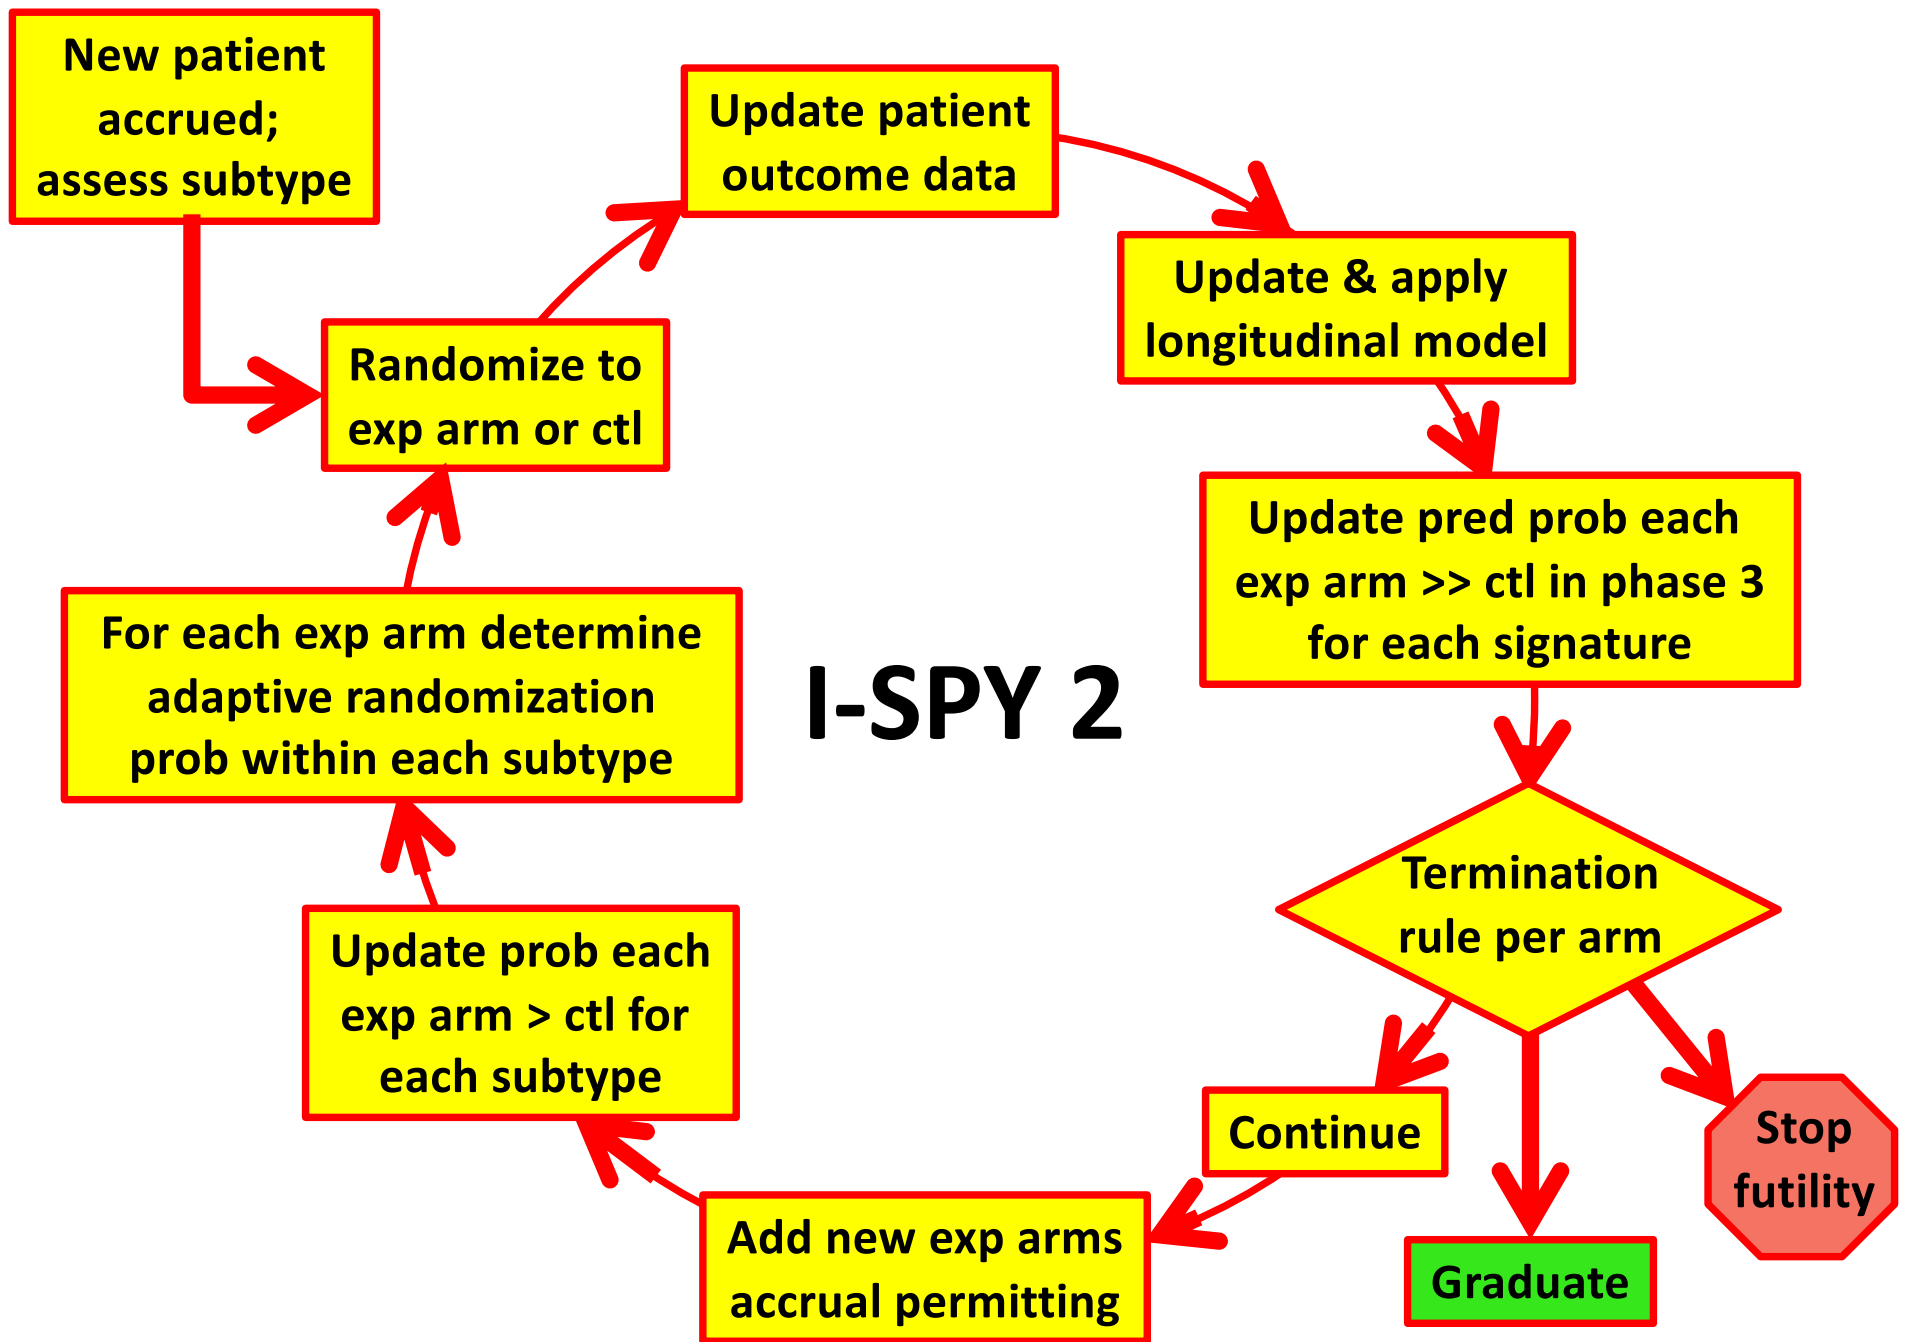 New patient
accrued;
assess subtype
Update patient
outcome data
Update & apply
longitudinal model
Randomize to
exp arm or ctl
Update pred prob each
exp arm >> ctl in phase 3
for each signature
For each exp arm determine
adaptive randomization
prob within each subtype
I-SPY 2
Termination
rule per arm
Update prob each
exp arm > ctl for
each subtype
Continue
Stop
futility
Add new exp arms
accrual permitting
Graduate